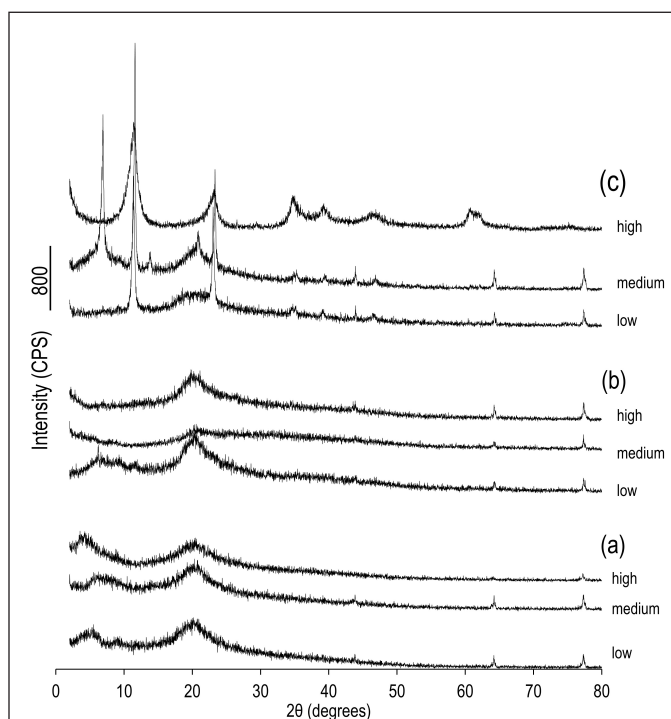 (c)
high
medium
low
800
Intensity (CPS)
(b)
high
medium
low
(a)
high
medium
low
0 10 20 30 40 50 60 70 80
2θ (degrees)